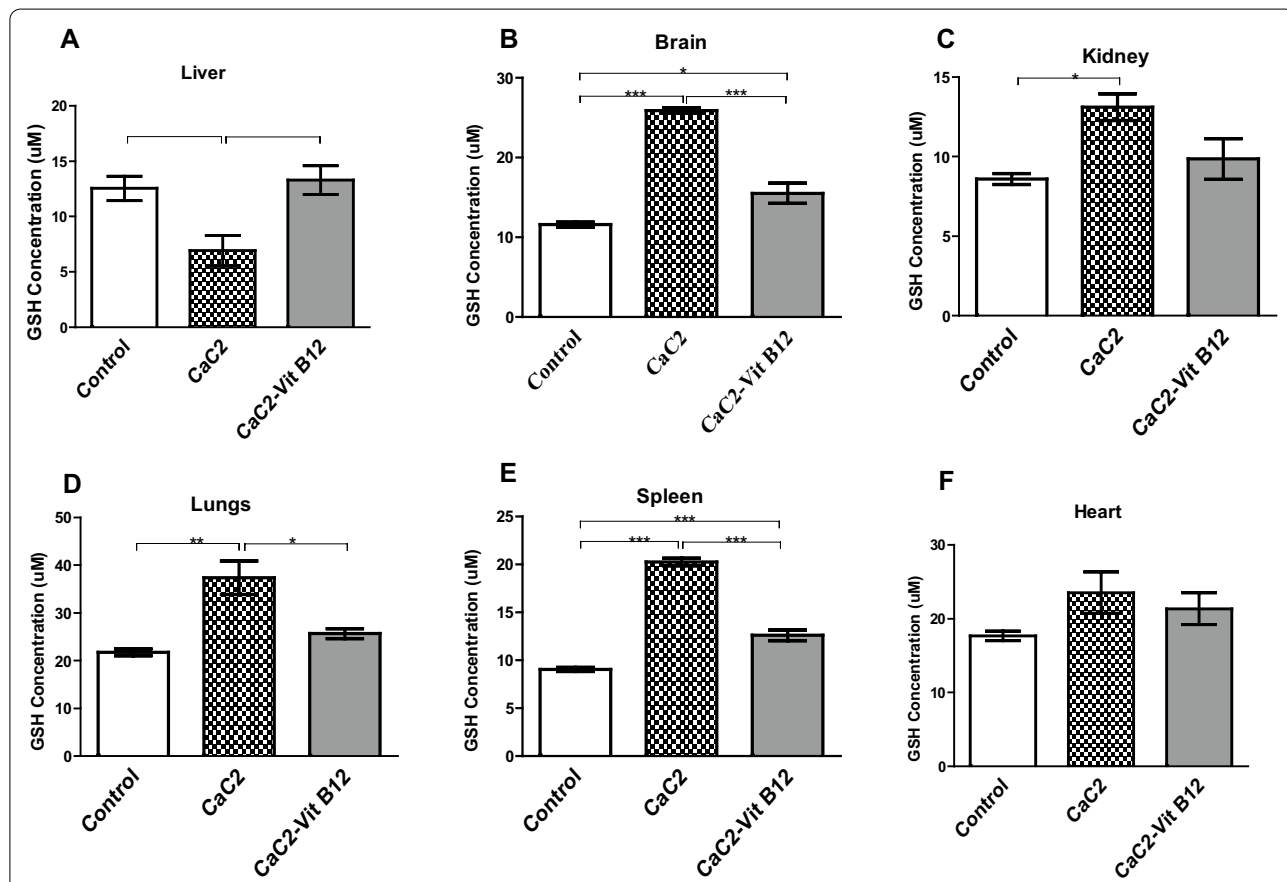 A
Liver
GSH Concentration (uM)
20
15
10
5
0
Control
CaC2
CaC2-Vit B12
B
Brain
GSH Concentration (uM)
30
20
10
0
*
***
***
Control
CaC2
CaC2-Vit B12
C
Kidney
GSH Concentration (uM)
15
10
5
0
*
Control
CaC2
CaC2-Vit B12
D
Lungs
GSH Concentration (uM)
50
40
30
20
10
0
**
*
Control
CaC2
CaC2-Vit B12
E
Spleen
GSH Concentration (uM)
25
20
15
10
5
0
***
***
***
Control
CaC2
CaC2-Vit B12
F
Heart
GSH Concentration (uM)
30
20
10
0
Control
CaC2
CaC2-Vit B12